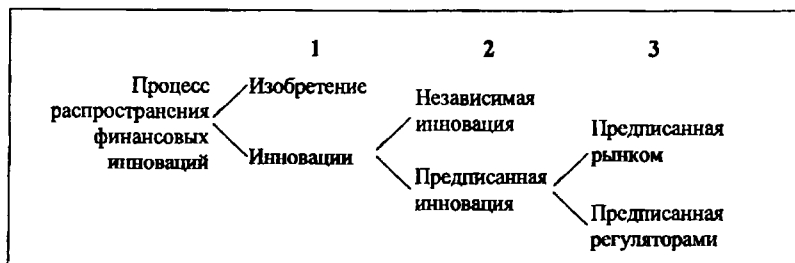 1 2 3
Процесс
распространения
финансовых
инноваций
Изобретение
Инновации
Независимая
инновация
Предписанная
инновация
Предписанная
рынком
Предписанная
регуляторами